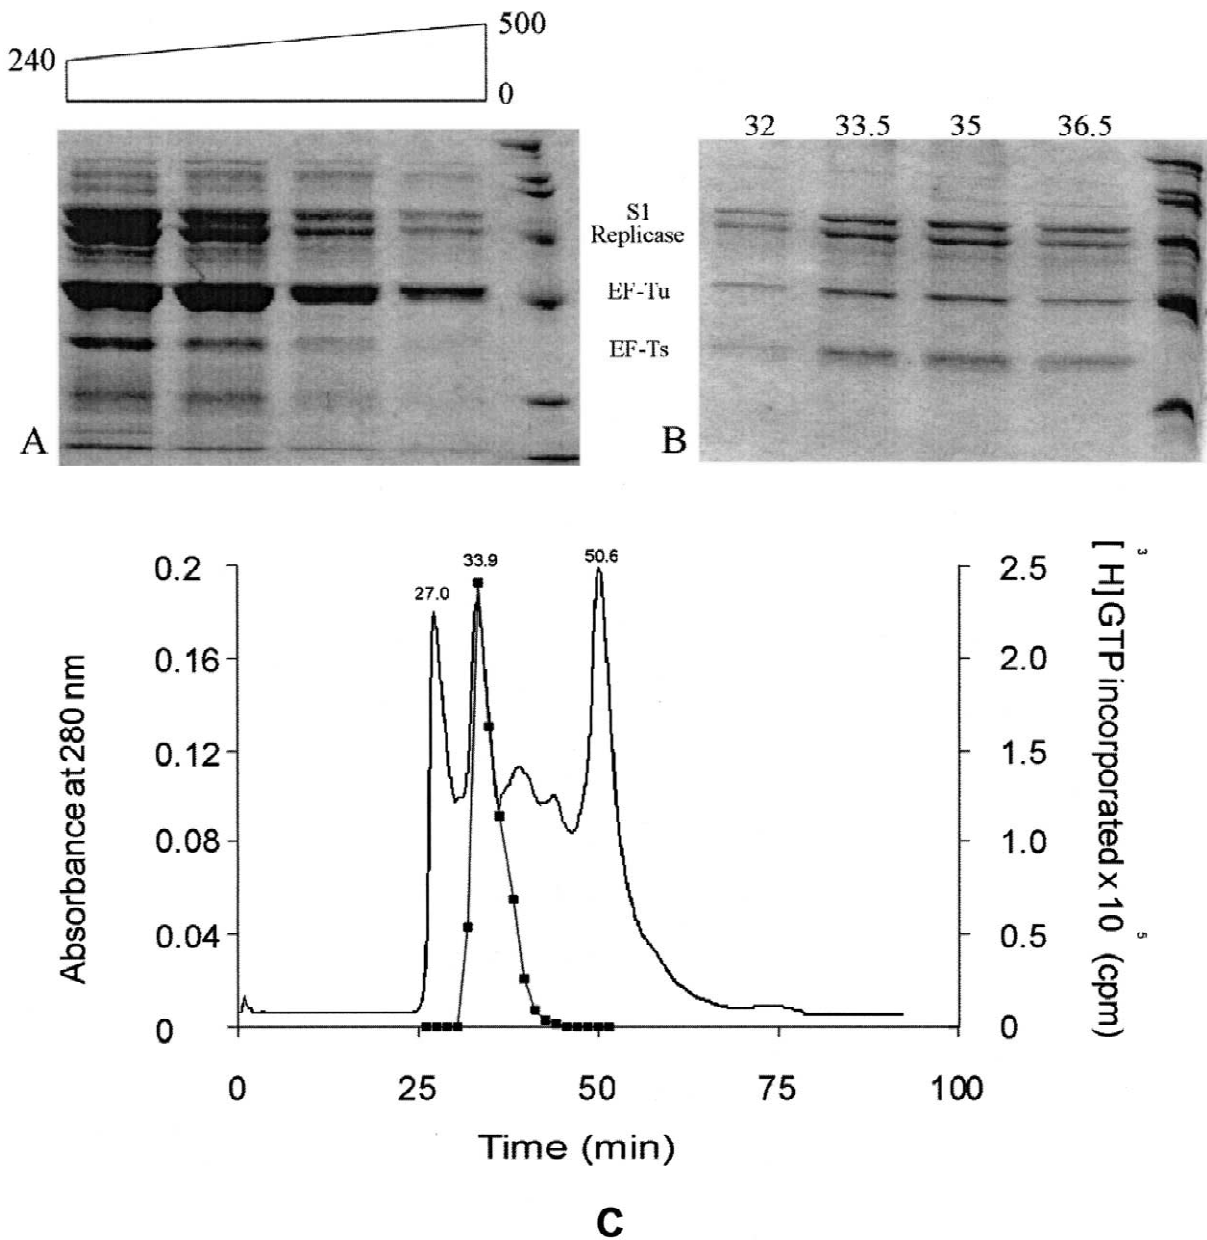 500
240
0
32 33.5 35 36.5
S1
Replicase
EF-Tu
EF-Ts
A
B
0.2
0.16
0.12
0.08
0.04
0
27.0
33.9
50.6
2.5
2.0
1.5
1.0
0.5
0
Absorbance at 280 nm
[ ³H]GTP incorporated x 10 ⁵ (cpm)
0 25 50 75 100
Time (min)
C